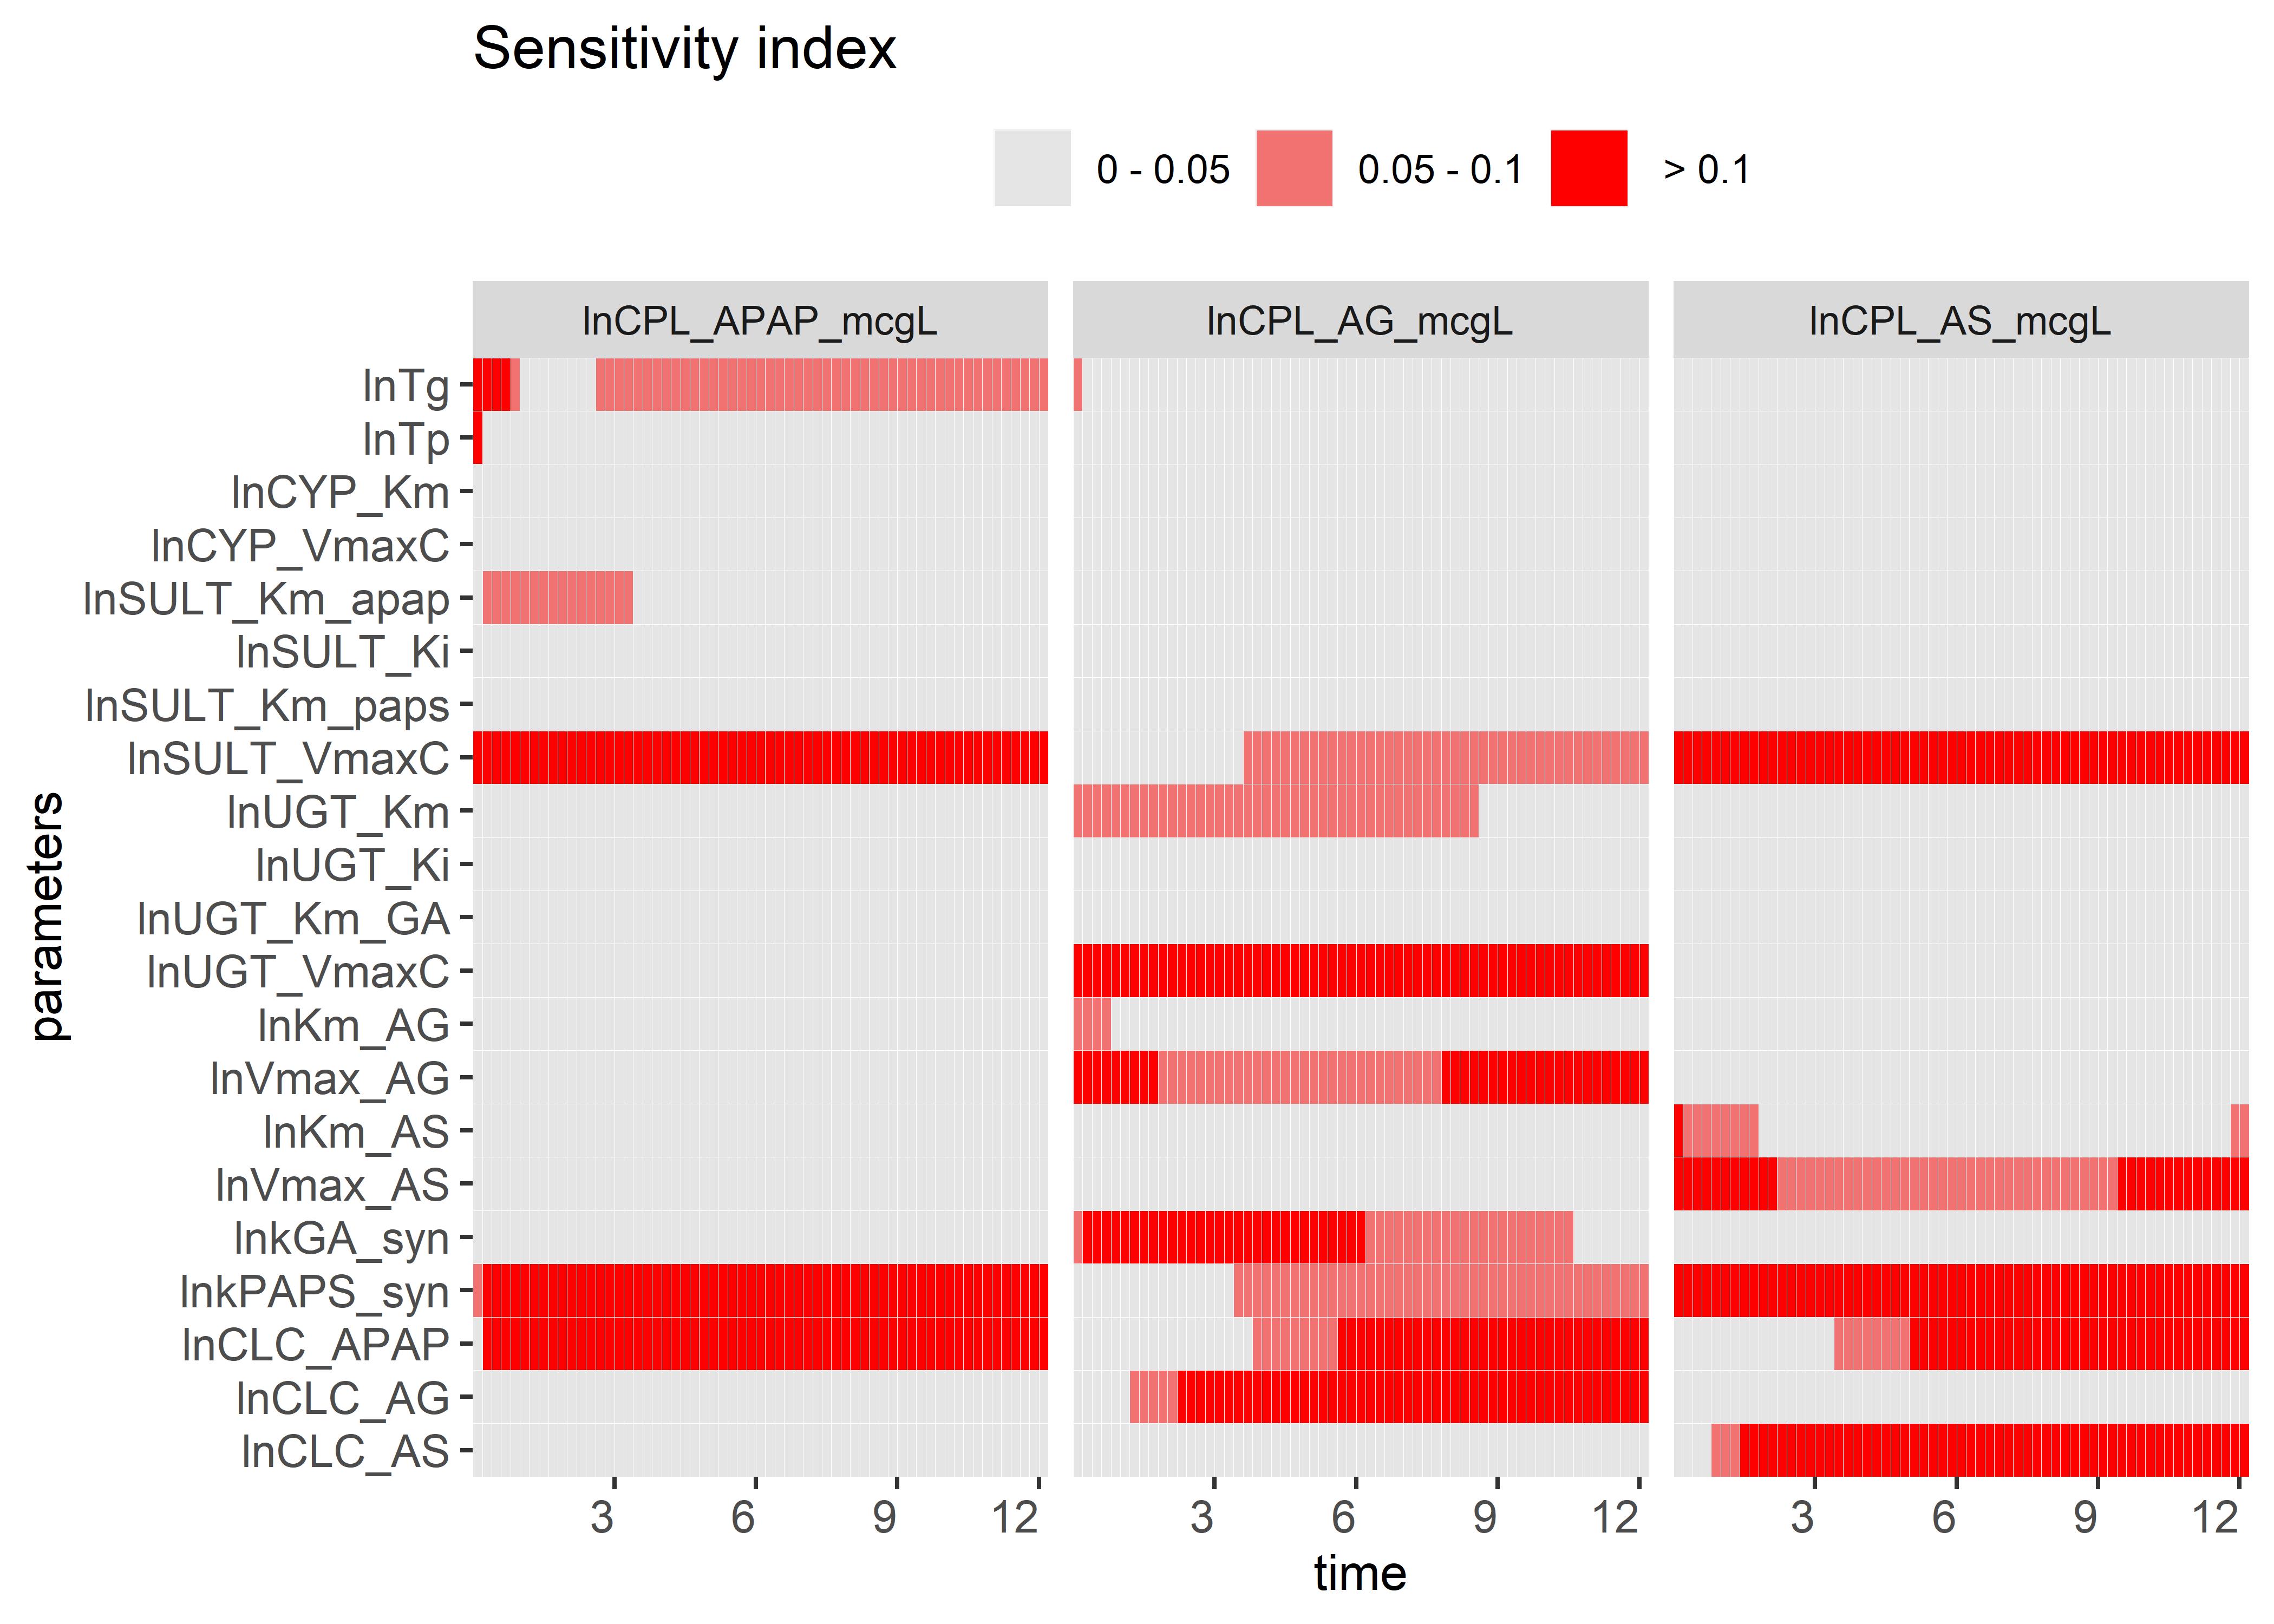 Sensitivity index
0 - 0.05 0.05 - 0.1 > 0.1
lnCPL_APAP_mcgL lnCPL_AG_mcgL lnCPL_AS_mcgL
lnTg
lnTp
lnCYP_Km
lnCYP_VmaxC
lnSULT_Km_apap
lnSULT_Ki
lnSULT_Km_paps
lnSULT_VmaxC
lnUGT_Km
lnUGT_Ki
lnUGT_Km_GA
lnUGT_VmaxC
lnKm_AG
lnVmax_AG
lnKm_AS
lnVmax_AS
lnkGA_syn
lnkPAPS_syn
lnCLC_APAP
lnCLC_AG
lnCLC_AS
parameters
3 6 9 12 3 6 9 12 3 6 9 12
time